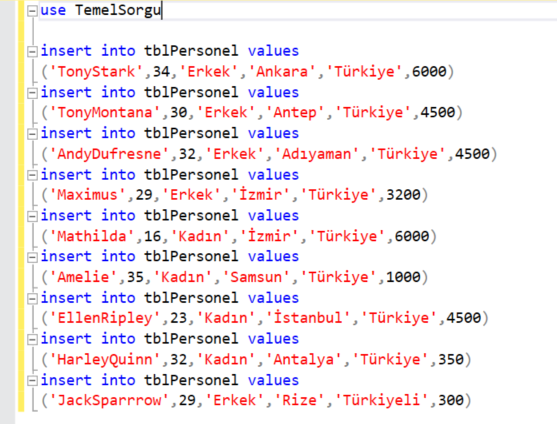 use TemelSorgu
insert into tblPersonel values
('TonyStark',34,'Erkek','Ankara','Türkiye',6000)
insert into tblPersonel values
('TonyMontana',30,'Erkek','Antep','Türkiye',4500)
insert into tblPersonel values
('AndyDufresne',32,'Erkek','Adıyaman','Türkiye',4500)
insert into tblPersonel values
('Maximus',29,'Erkek','İzmir','Türkiye',3200)
insert into tblPersonel values
('Mathilda',16,'Kadın','İzmir','Türkiye',6000)
insert into tblPersonel values
('Amelie',35,'Kadın','Samsun','Türkiye',1000)
insert into tblPersonel values
('EllenRipley',23,'Kadın','İstanbul','Türkiye',4500)
insert into tblPersonel values
('HarleyQuinn',32,'Kadın','Antalya','Türkiye',350)
insert into tblPersonel values
('JackSparrrow',29,'Erkek','Rize','Türkiyeli',300)